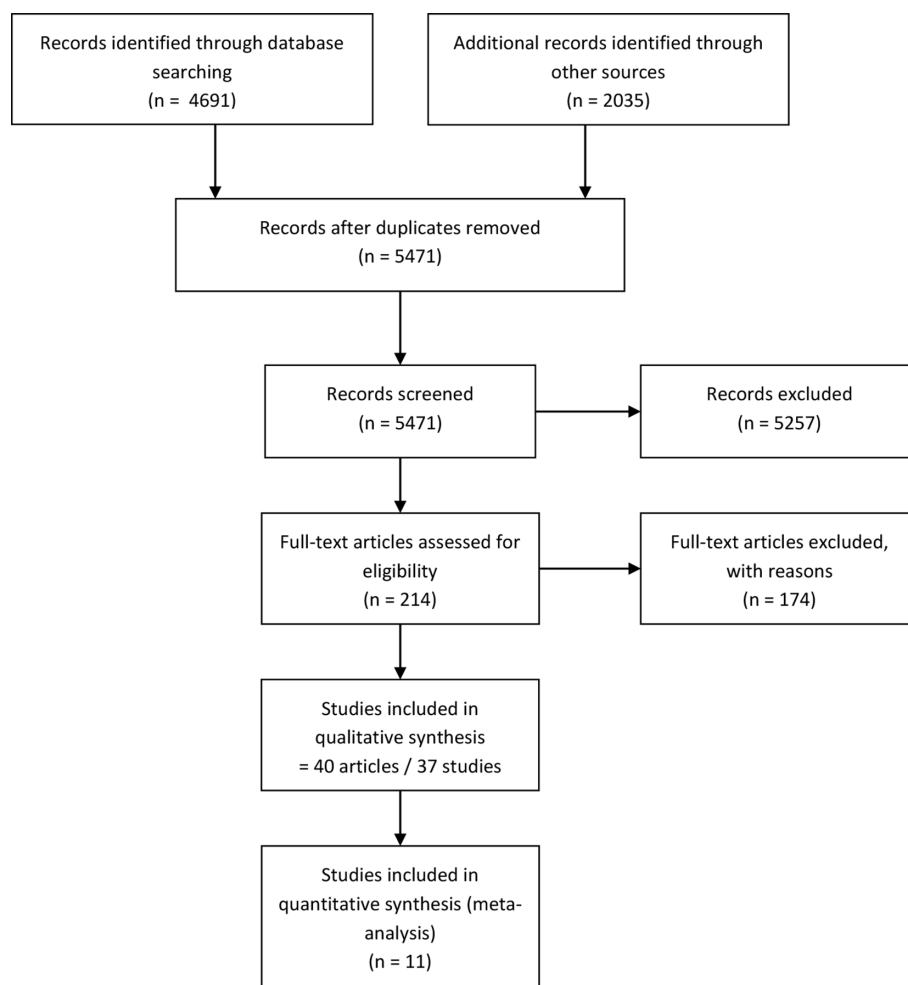 Records identified through database
searching
(n =  4691)
Additional records identified through
other sources
(n = 2035)
Records after duplicates removed
(n = 5471)
Records screened
(n = 5471)
Records excluded
(n = 5257)
Full-text articles assessed for
eligibility
(n = 214)
Full-text articles excluded,
with reasons
(n = 174)
Studies included in
qualitative synthesis
= 40 articles / 37 studies
Studies included in
quantitative synthesis (meta-
analysis)
(n = 11)